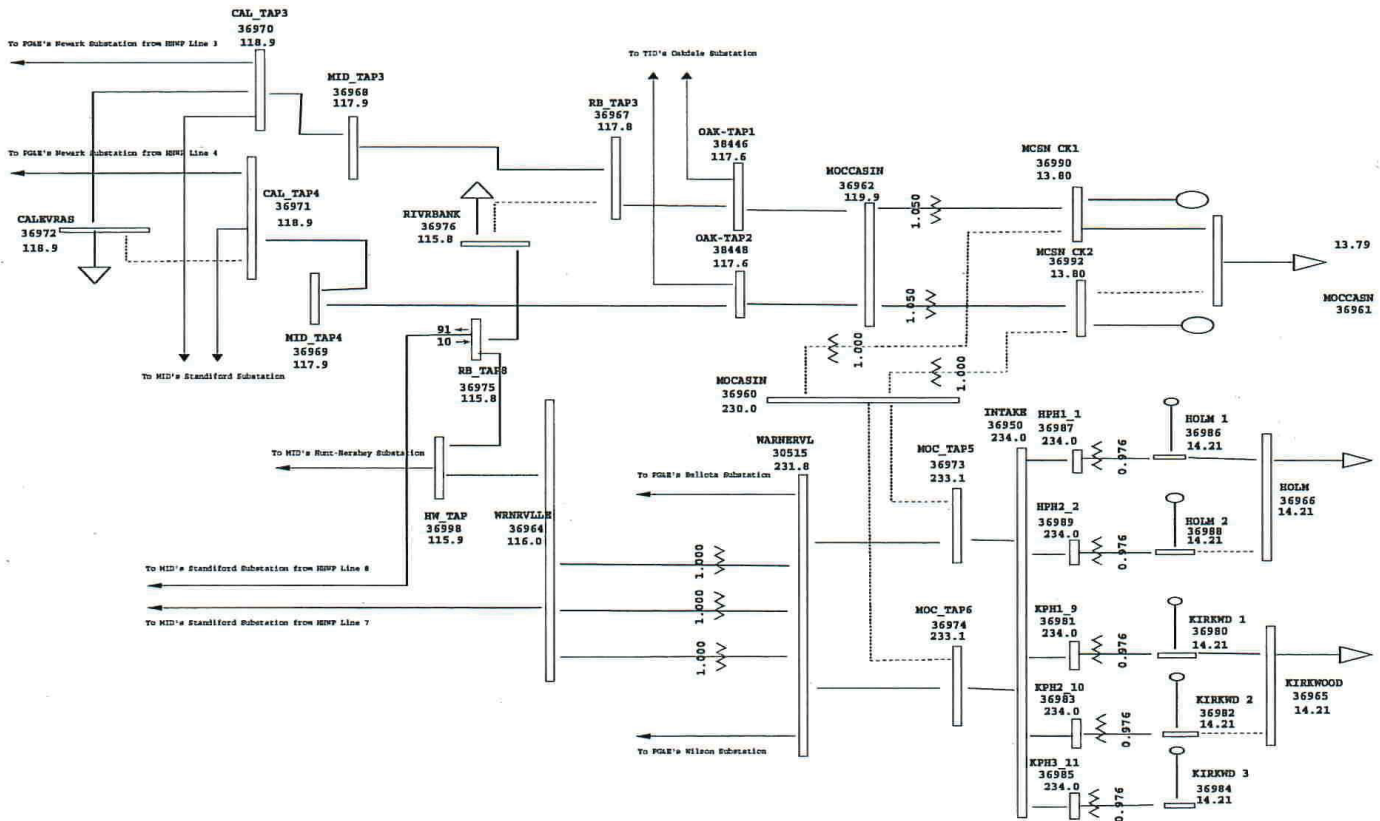 CAL_TAP3
36970
118.9
To PG&E's Newark Substation from HHWP Line 3
MID_TAP3
36968
117.9
To TID's Oakdale Substation
RB_TAP3
36967
117.8
OAK-TAP1
38446
117.6
MOCCASIN
36962
119.9
MCSN CK1
36990
13.80
1.050
To PG&E's Newark Substation from HHWP Line 4
CAL_TAP4
36971
118.9
CALEVRAS
36972
118.9
RIVRBANK
36976
115.8
OAK-TAP2
38448
117.6
MCSN CK2
36992
13.80
1.050
13.79
MOCCASN
36961
MID_TAP4
36969
117.9
To MID's Standiford Substation
91
10
RB_TAP8
36975
115.8
1.000
1.000
MOCASIN
36960
230.0
To MID's Hunt-Hershey Substation
HW_TAP
36998
115.9
WRNRVLLE
36964
116.0
WARNERVL
30515
231.8
To PG&E's Bellota Substation
MOC_TAP5
36973
233.1
INTAKE
36950
234.0
HPH1_1
36987
234.0
0.976
HOLM 1
36986
14.21
HOLM
36966
14.21
HPH2_2
36989
234.0
0.976
HOLM 2
36988
14.21
To MID's Standiford Substation from HHWP Line 8
To MID's Standiford Substation from HHWP Line 7
1.000
1.000
1.000
MOC_TAP6
36974
233.1
KPH1_9
36981
234.0
0.976
KIRKWD 1
36980
14.21
KIRKWOOD
36965
14.21
KPH2_10
36983
234.0
0.976
KIRKWD 2
36982
14.21
To PG&E's Wilson Substation
KPH3_11
36985
234.0
0.976
KIRKWD 3
36984
14.21